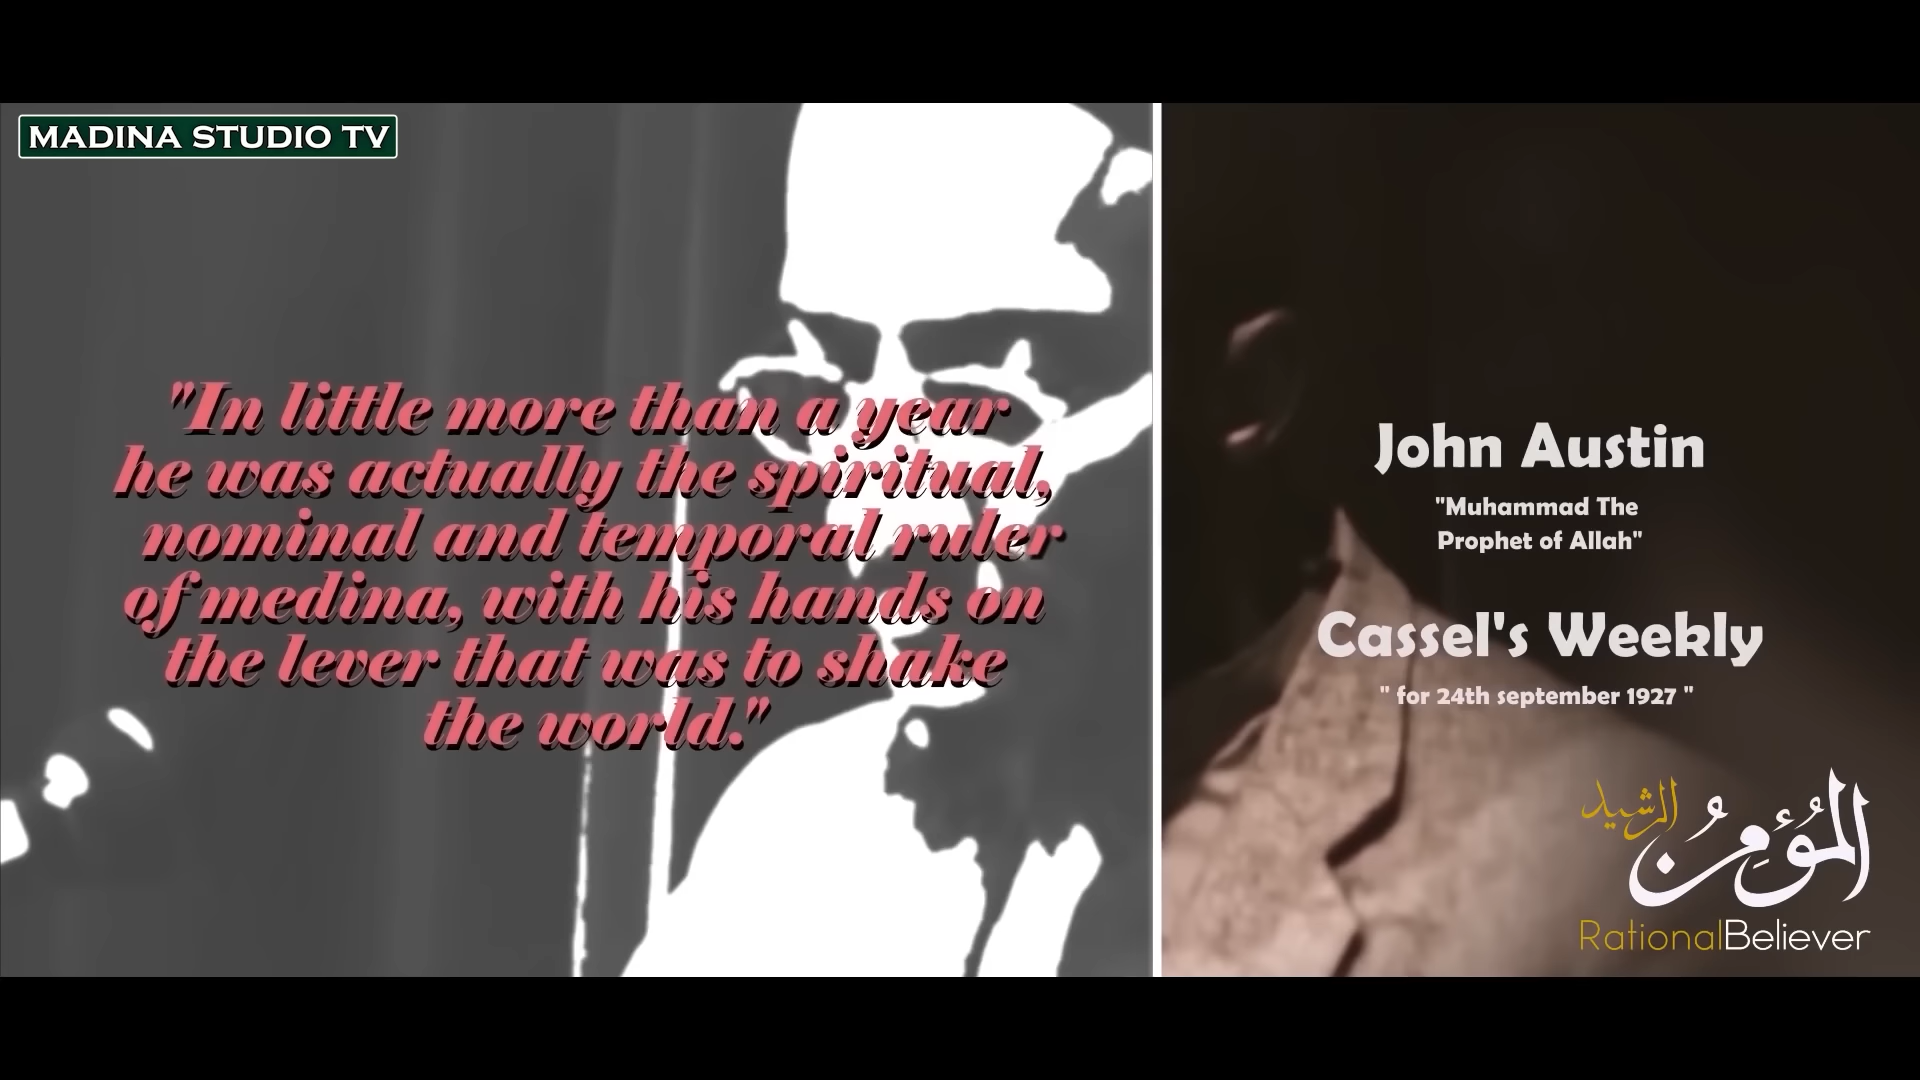 MADINA STUDIO TV
"In little more than a year
he was actually the spiritual,
nominal and temporal ruler
of medina, with his hands on
the lever that was to shake
the world."
John Austin
"Muhammad The
Prophet of Allah"
Cassel's Weekly
" for 24th september 1927 "
المُؤمِنُ الرشيد
RationalBeliever